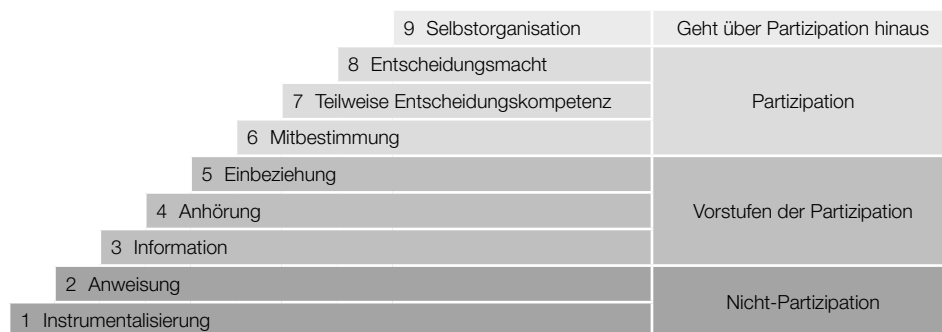 9 Selbstorganisation Geht über Partizipation hinaus
8 Entscheidungsmacht
7 Teilweise Entscheidungskompetenz Partizipation
6 Mitbestimmung
5 Einbeziehung
4 Anhörung Vorstufen der Partizipation
3 Information
2 Anweisung
Nicht-Partizipation
1 Instrumentalisierung